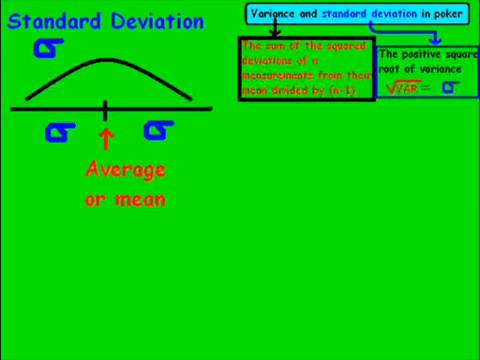 Standard Deviation
σ
σ
σ
Average
or mean
Variance and standard deviation in poker
The sum of the squared
deviations of n
measurements from their
mean divided by (n-1)
The positive square
root of variance
√VAR = σ